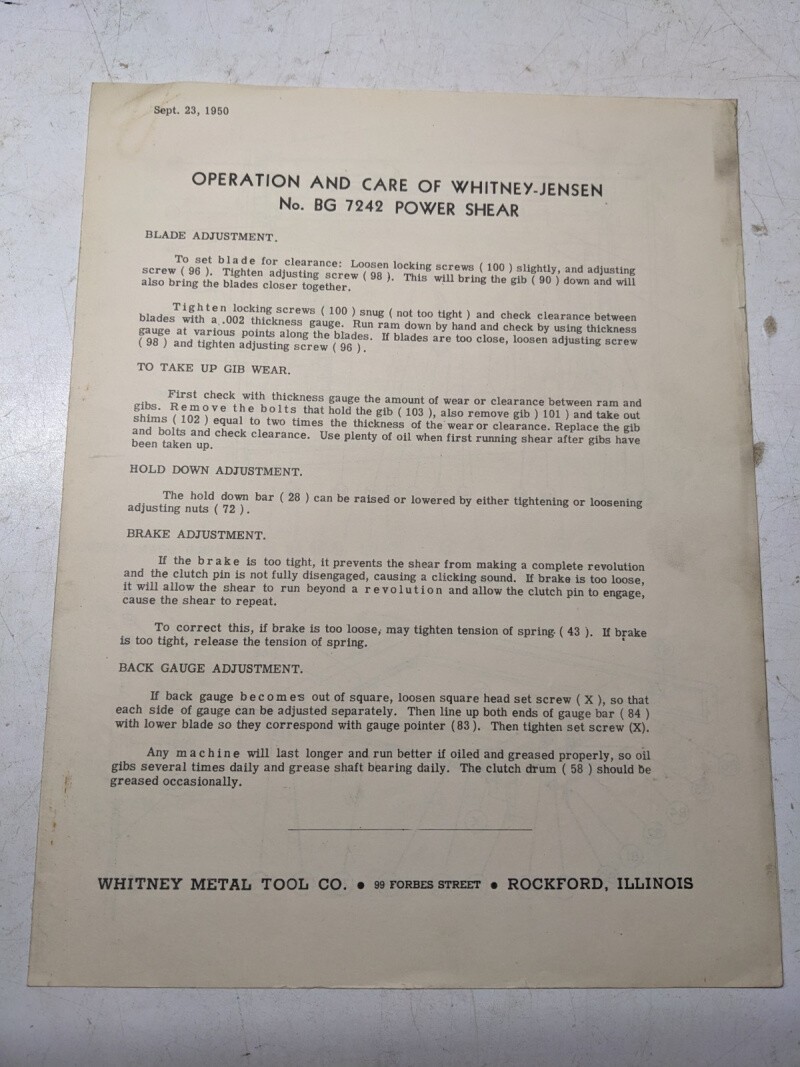 Sept. 23, 1950
OPERATION AND CARE OF WHITNEY-JENSEN
No. BG 7242 POWER SHEAR
BLADE ADJUSTMENT.
To set blade for clearance: Loosen locking screws ( 100 ) slightly, and adjusting
screw ( 96 ). Tighten adjusting screw ( 98 ). This will bring the gib ( 90 ) down and will
also bring the blades closer together.
Tighten locking screws ( 100 ) snug ( not too tight ) and check clearance between
blades with a .002 thickness gauge. Run ram down by hand and check by using thickness
gauge at various points along the blades. If blades are too close, loosen adjusting screw
( 98 ) and tighten adjusting screw ( 96 ).
TO TAKE UP GIB WEAR.
First check with thickness gauge the amount of wear or clearance between ram and
gibs. Remove the bolts that hold the gib ( 103 ), also remove gib ) 101 ) and take out
shims ( 102 ) equal to two times the thickness of the wear or clearance. Replace the gib
and bolts and check clearance. Use plenty of oil when first running shear after gibs have
been taken up.
HOLD DOWN ADJUSTMENT.
The hold down bar ( 28 ) can be raised or lowered by either tightening or loosening
adjusting nuts ( 72 ).
BRAKE ADJUSTMENT.
If the brake is too tight, it prevents the shear from making a complete revolution
and the clutch pin is not fully disengaged, causing a clicking sound. If brake is too loose,
it will allow the shear to run beyond a revolution and allow the clutch pin to engage,
cause the shear to repeat.
To correct this, if brake is too loose, may tighten tension of spring ( 43 ). If brake
is too tight, release the tension of spring.
BACK GAUGE ADJUSTMENT.
If back gauge becomes out of square, loosen square head set screw ( X ), so that
each side of gauge can be adjusted separately. Then line up both ends of gauge bar ( 84 )
with lower blade so they correspond with gauge pointer (83). Then tighten set screw (X).
Any machine will last longer and run better if oiled and greased properly, so oil
gibs several times daily and grease shaft bearing daily. The clutch drum ( 58 ) should be
greased occasionally.
WHITNEY METAL TOOL CO. • 99 FORBES STREET • ROCKFORD, ILLINOIS